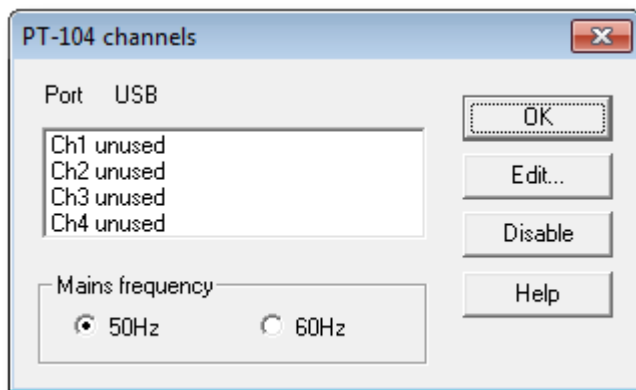 PT-104 channels
Port USB
OK
Ch1 unused
Ch2 unused
Ch3 unused
Ch4 unused
Edit...
Disable
Mains frequency
50Hz 60Hz
Help